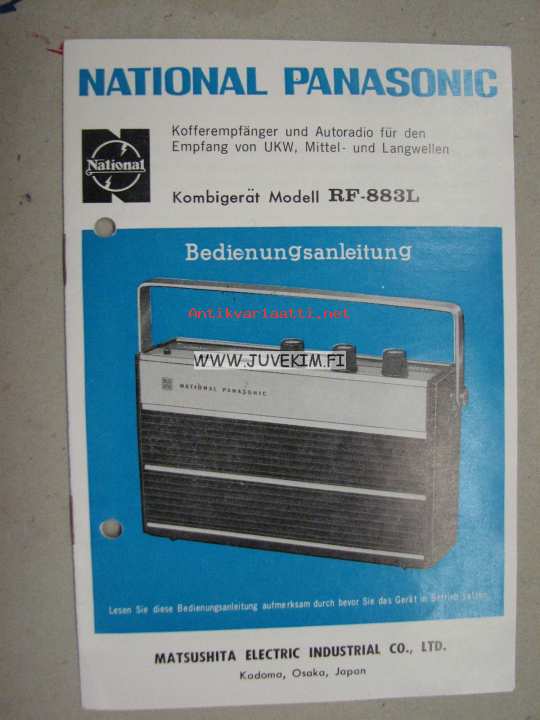 NATIONAL PANASONIC
National
Kofferempfänger und Autoradio für den
Empfang von UKW, Mittel- und Langwellen
Kombigerät Modell RF-883L
Bedienungsanleitung
Antikvariaatti.net
WWW.JUVEKIM.FI
NATIONAL PANASONIC
Lesen Sie diese Bedienungsanleitung aufmerksam durch bevor Sie das Gerät in Betrieb setzen.
MATSUSHITA ELECTRIC INDUSTRIAL CO., LTD.
Kadoma, Osaka, Japan